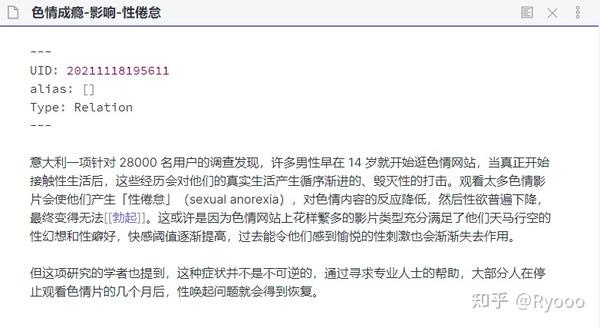 色情成瘾-影响-性倦怠
---
UID: 20211118195611
alias: []
Type: Relation
---
意大利一项针对 28000 名用户的调查发现，许多男性早在 14 岁就开始逛色情网站，当真正开始
接触性生活后，这些经历会对他们的真实生活产生循序渐进的、毁灭性的打击。观看太多色情影
片会使他们产生「性倦怠」（sexual anorexia），对色情内容的反应降低，然后性欲普遍下降，
最终变得无法[[勃起]]。这或许是因为色情网站上花样繁多的影片类型充分满足了他们天马行空的
性幻想和性癖好，快感阈值逐渐提高，过去能令他们感到愉悦的性刺激也会渐渐失去作用。
但这项研究的学者也提到，这种症状并不是不可逆的，通过寻求专业人士的帮助，大部分人在停
止观看色情片的几个月后，性唤起问题就会得到恢复。
知乎 @Ryooo